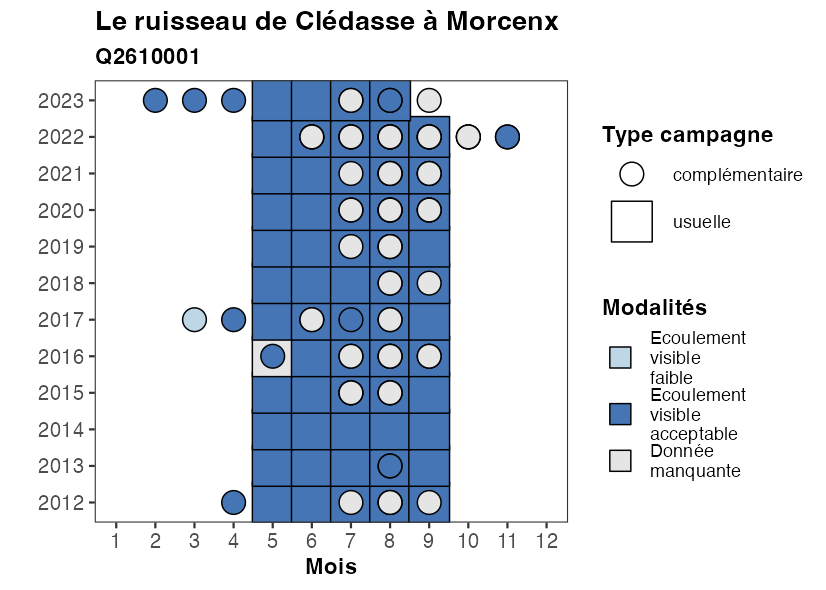 Le ruisseau de Clédasse à Morcenx
Q2610001
2023
2022
2021
2020
2019
2018
2017
2016
2015
2014
2013
2012
1 2 3 4 5 6 7 8 9 10 11 12
Mois
Type campagne
complémentaire
usuelle
Modalités
Ecoulement
visible
faible
Ecoulement
visible
acceptable
Donnée
manquante